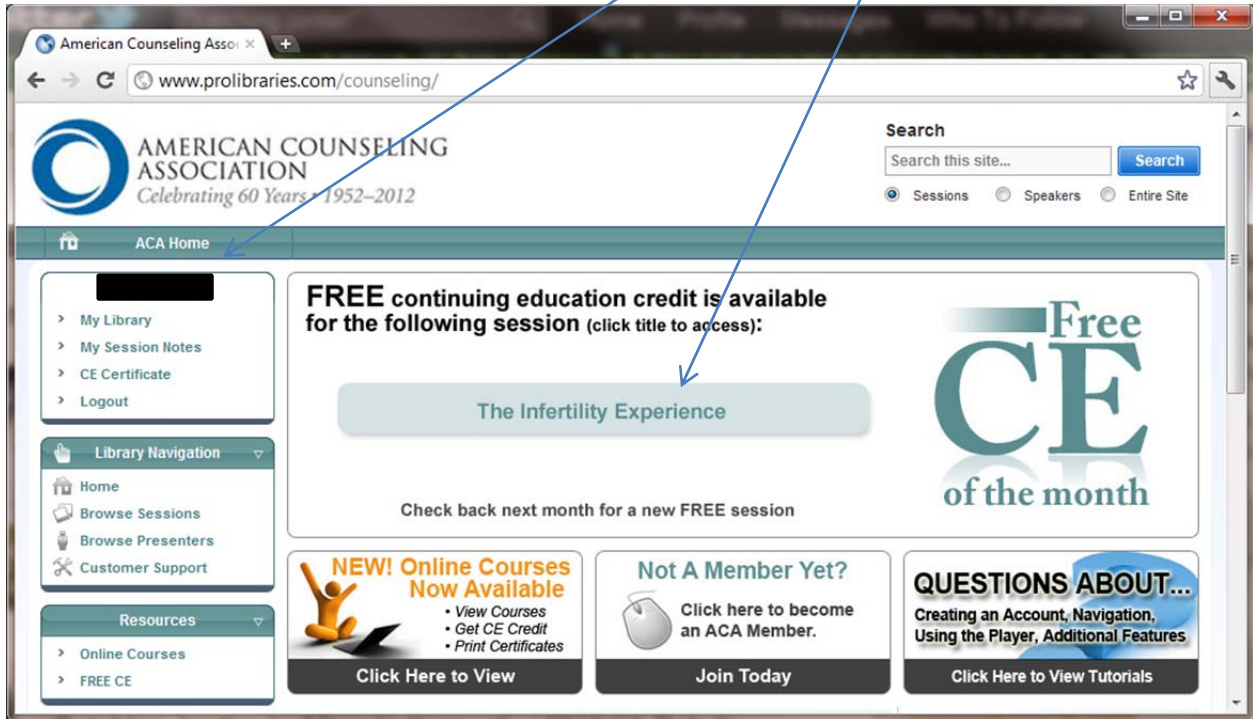 American Counseling Asso
www.prolibraries.com/counseling/
AMERICAN COUNSELING
ASSOCIATION
Celebrating 60 Years • 1952–2012
Search
Search this site...
Search
Sessions Speakers Entire Site
ACA Home
My Library
My Session Notes
CE Certificate
Logout
Library Navigation
Home
Browse Sessions
Browse Presenters
Customer Support
Resources
Online Courses
FREE CE
FREE continuing education credit is available
for the following session (click title to access):
The Infertility Experience
Check back next month for a new FREE session
Free
CE
of the month
NEW! Online Courses
Now Available
• View Courses
• Get CE Credit
• Print Certificates
Click Here to View
Not A Member Yet?
Click here to become
an ACA Member.
Join Today
QUESTIONS ABOUT...
Creating an Account, Navigation,
Using the Player, Additional Features
Click Here to View Tutorials